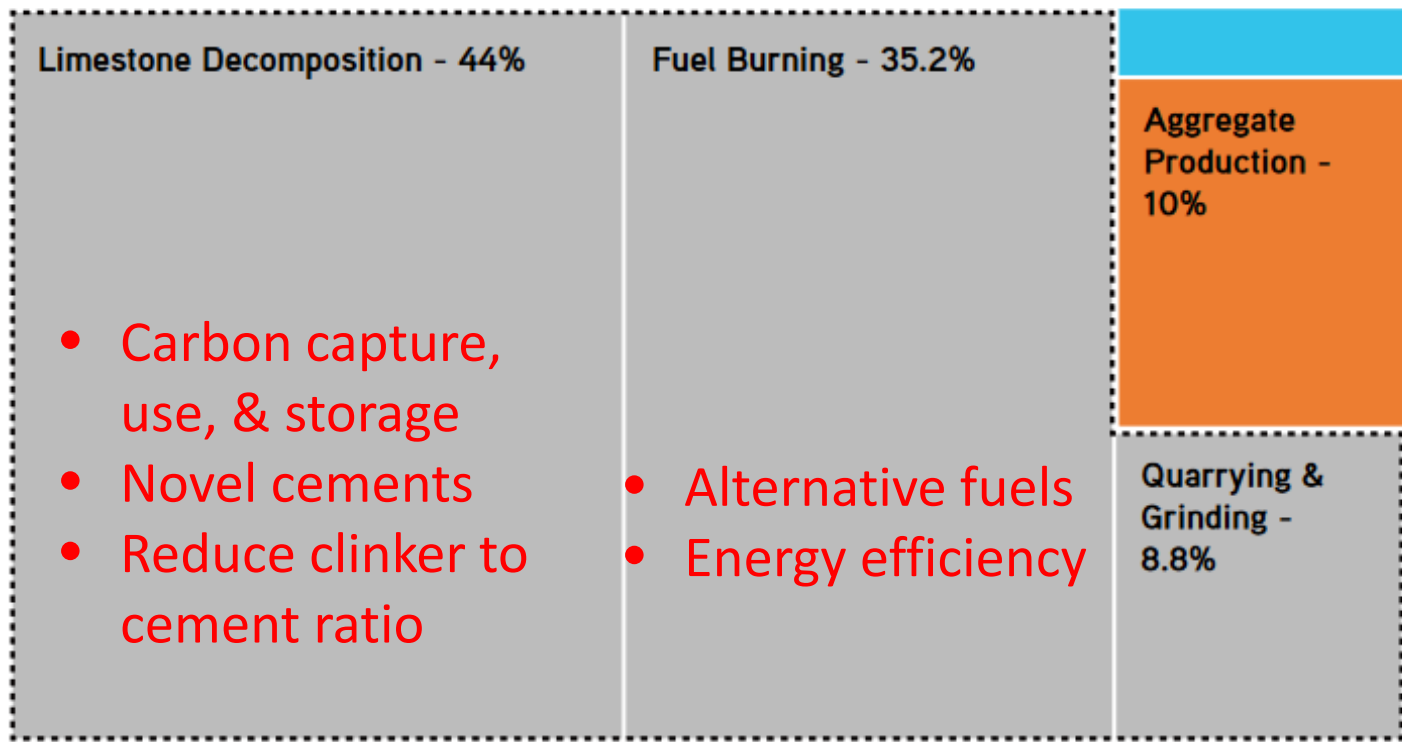 Limestone Decomposition - 44%
Fuel Burning - 35.2%
Aggregate
Production -
10%
• Carbon capture,
use, & storage
• Novel cements
• Reduce clinker to
cement ratio
• Alternative fuels
• Energy efficiency
Quarrying &
Grinding -
8.8%